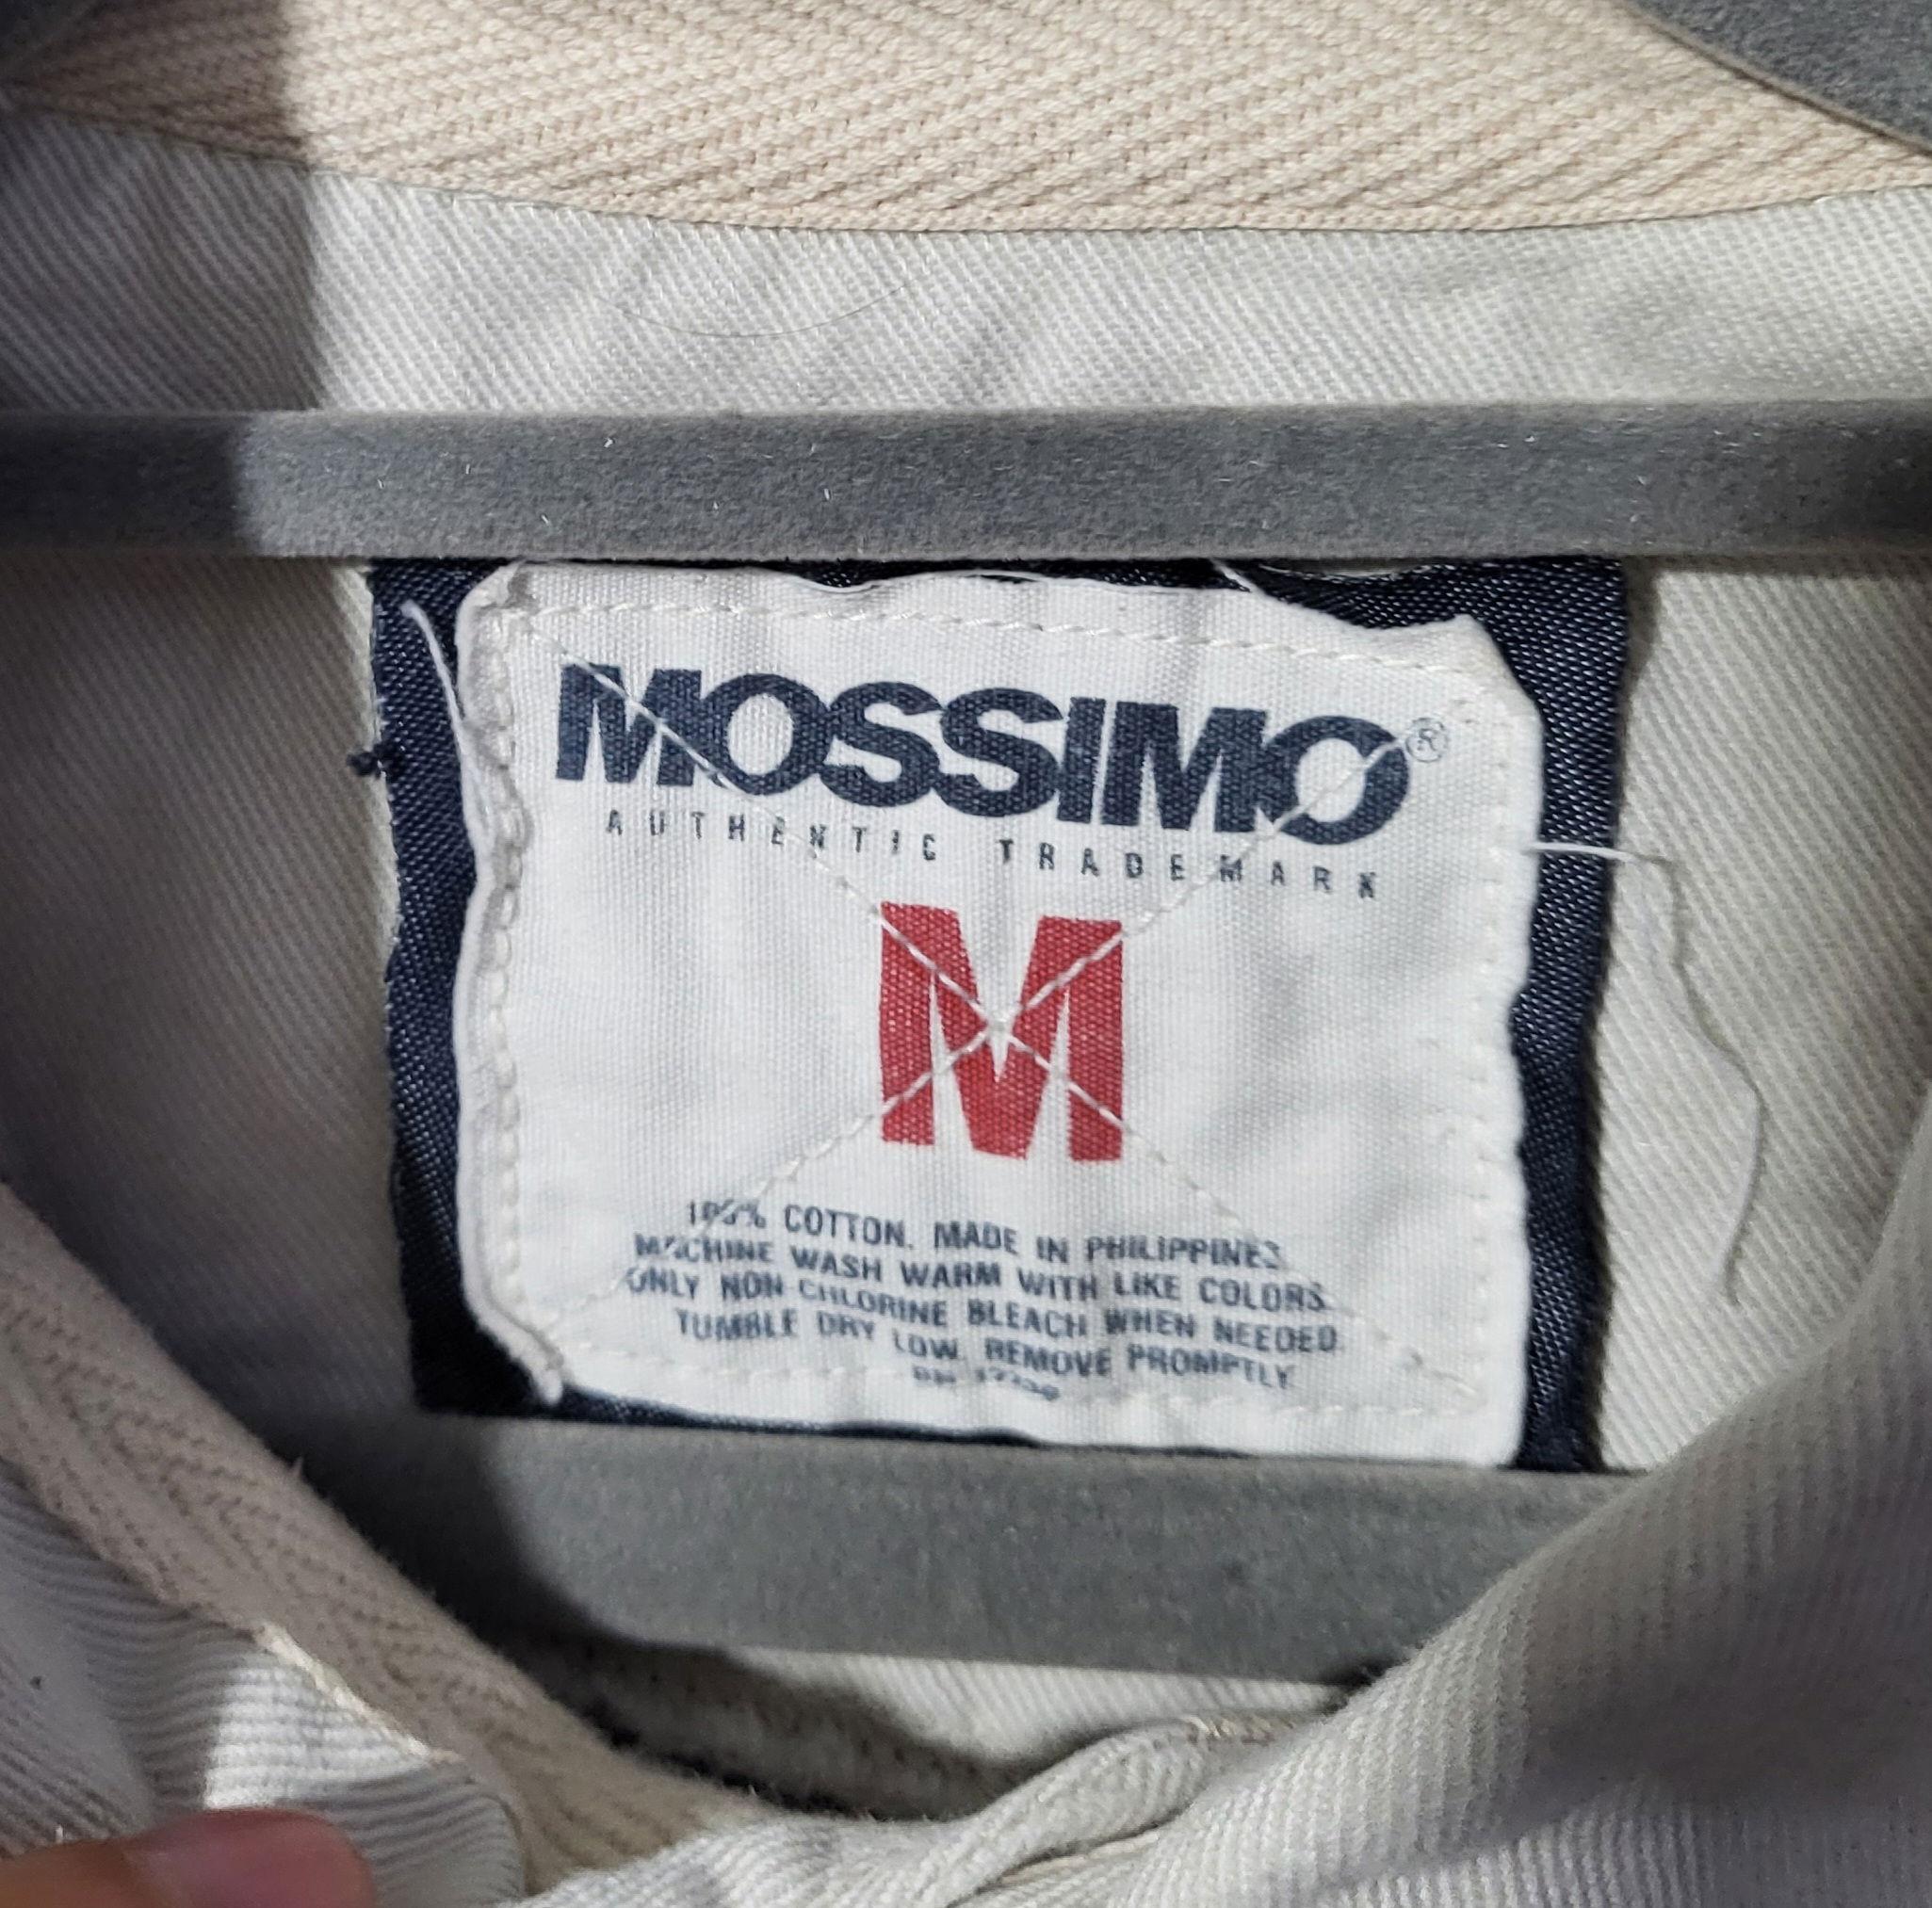 MOSSIMO®
AUTHENTIC TRADEMARK
M
100% COTTON. MADE IN PHILIPPINES
MACHINE WASH WARM WITH LIKE COLORS.
ONLY NON-CHLORINE BLEACH WHEN NEEDED
TUMBLE DRY LOW. REMOVE PROMPTLY.